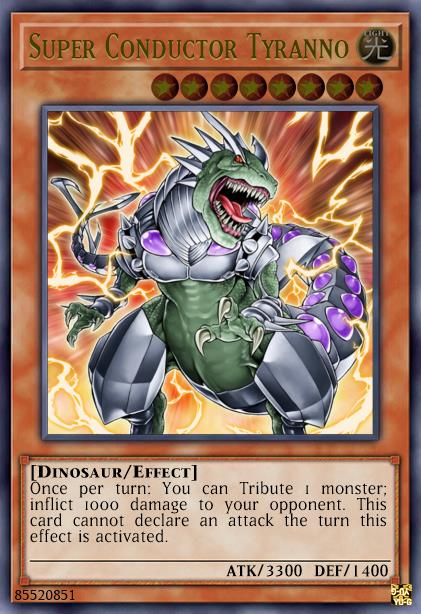 Super Conductor Tyranno
LIGHT
光
[Dinosaur/Effect]
Once per turn: You can Tribute 1 monster;
inflict 1000 damage to your opponent. This
card cannot declare an attack the turn this
effect is activated.
ATK/3300 DEF/1400
85520851